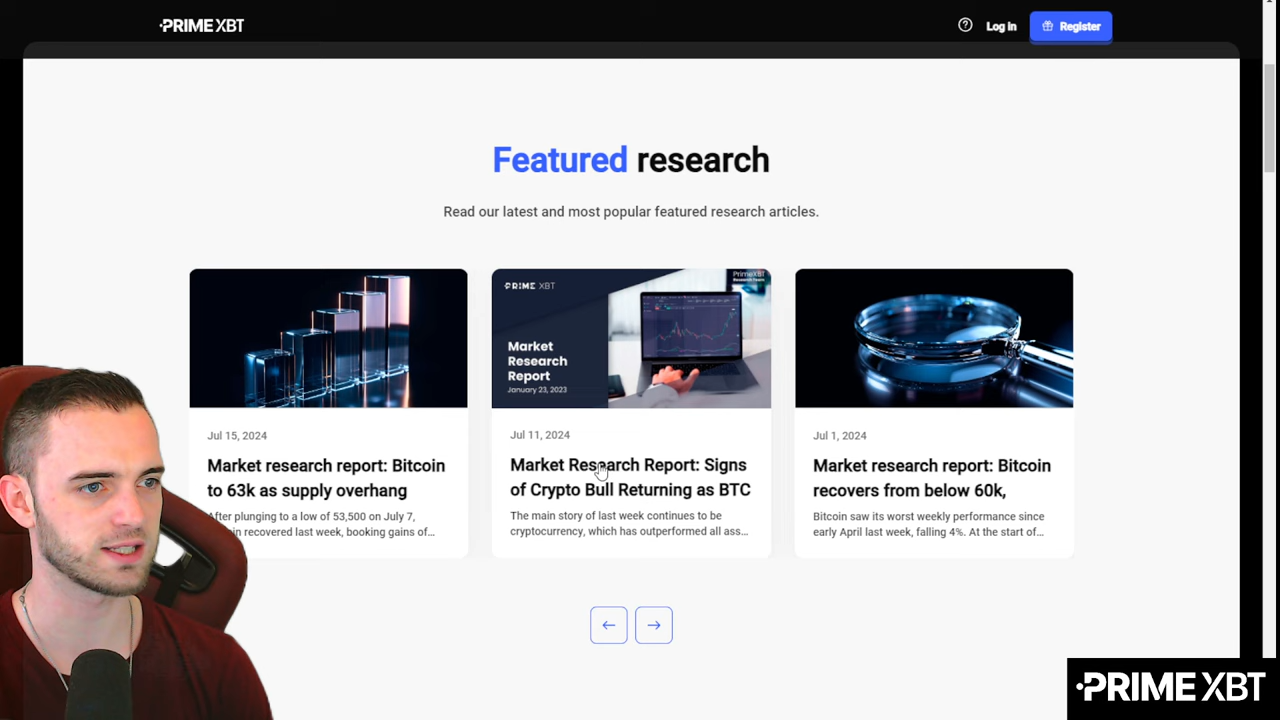 PRIME XBT
Log in
Register
Featured research
Read our latest and most popular featured research articles.
PRIME XBT
PrimeXBT
Research Team
Market
Research
Report
January 23, 2023
Jul 15, 2024
Market research report: Bitcoin
to 63k as supply overhang
After plunging to a low of 53,500 on July 7,
recovered last week, booking gains of...
Jul 11, 2024
Market Research Report: Signs
of Crypto Bull Returning as BTC
The main story of last week continues to be
cryptocurrency, which has outperformed all ass...
Jul 1, 2024
Market research report: Bitcoin
recovers from below 60k,
Bitcoin saw its worst weekly performance since
early April last week, falling 4%. At the start of...
PRIME XBT